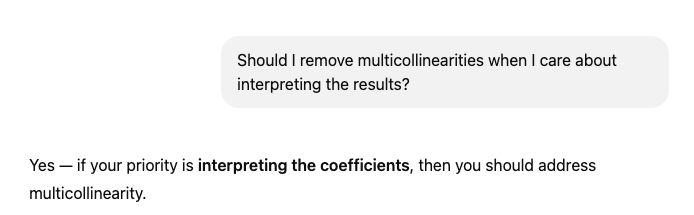 Should I remove multicollinearities when I care about
interpreting the results?
Yes — if your priority is interpreting the coefficients, then you should address
multicollinearity.